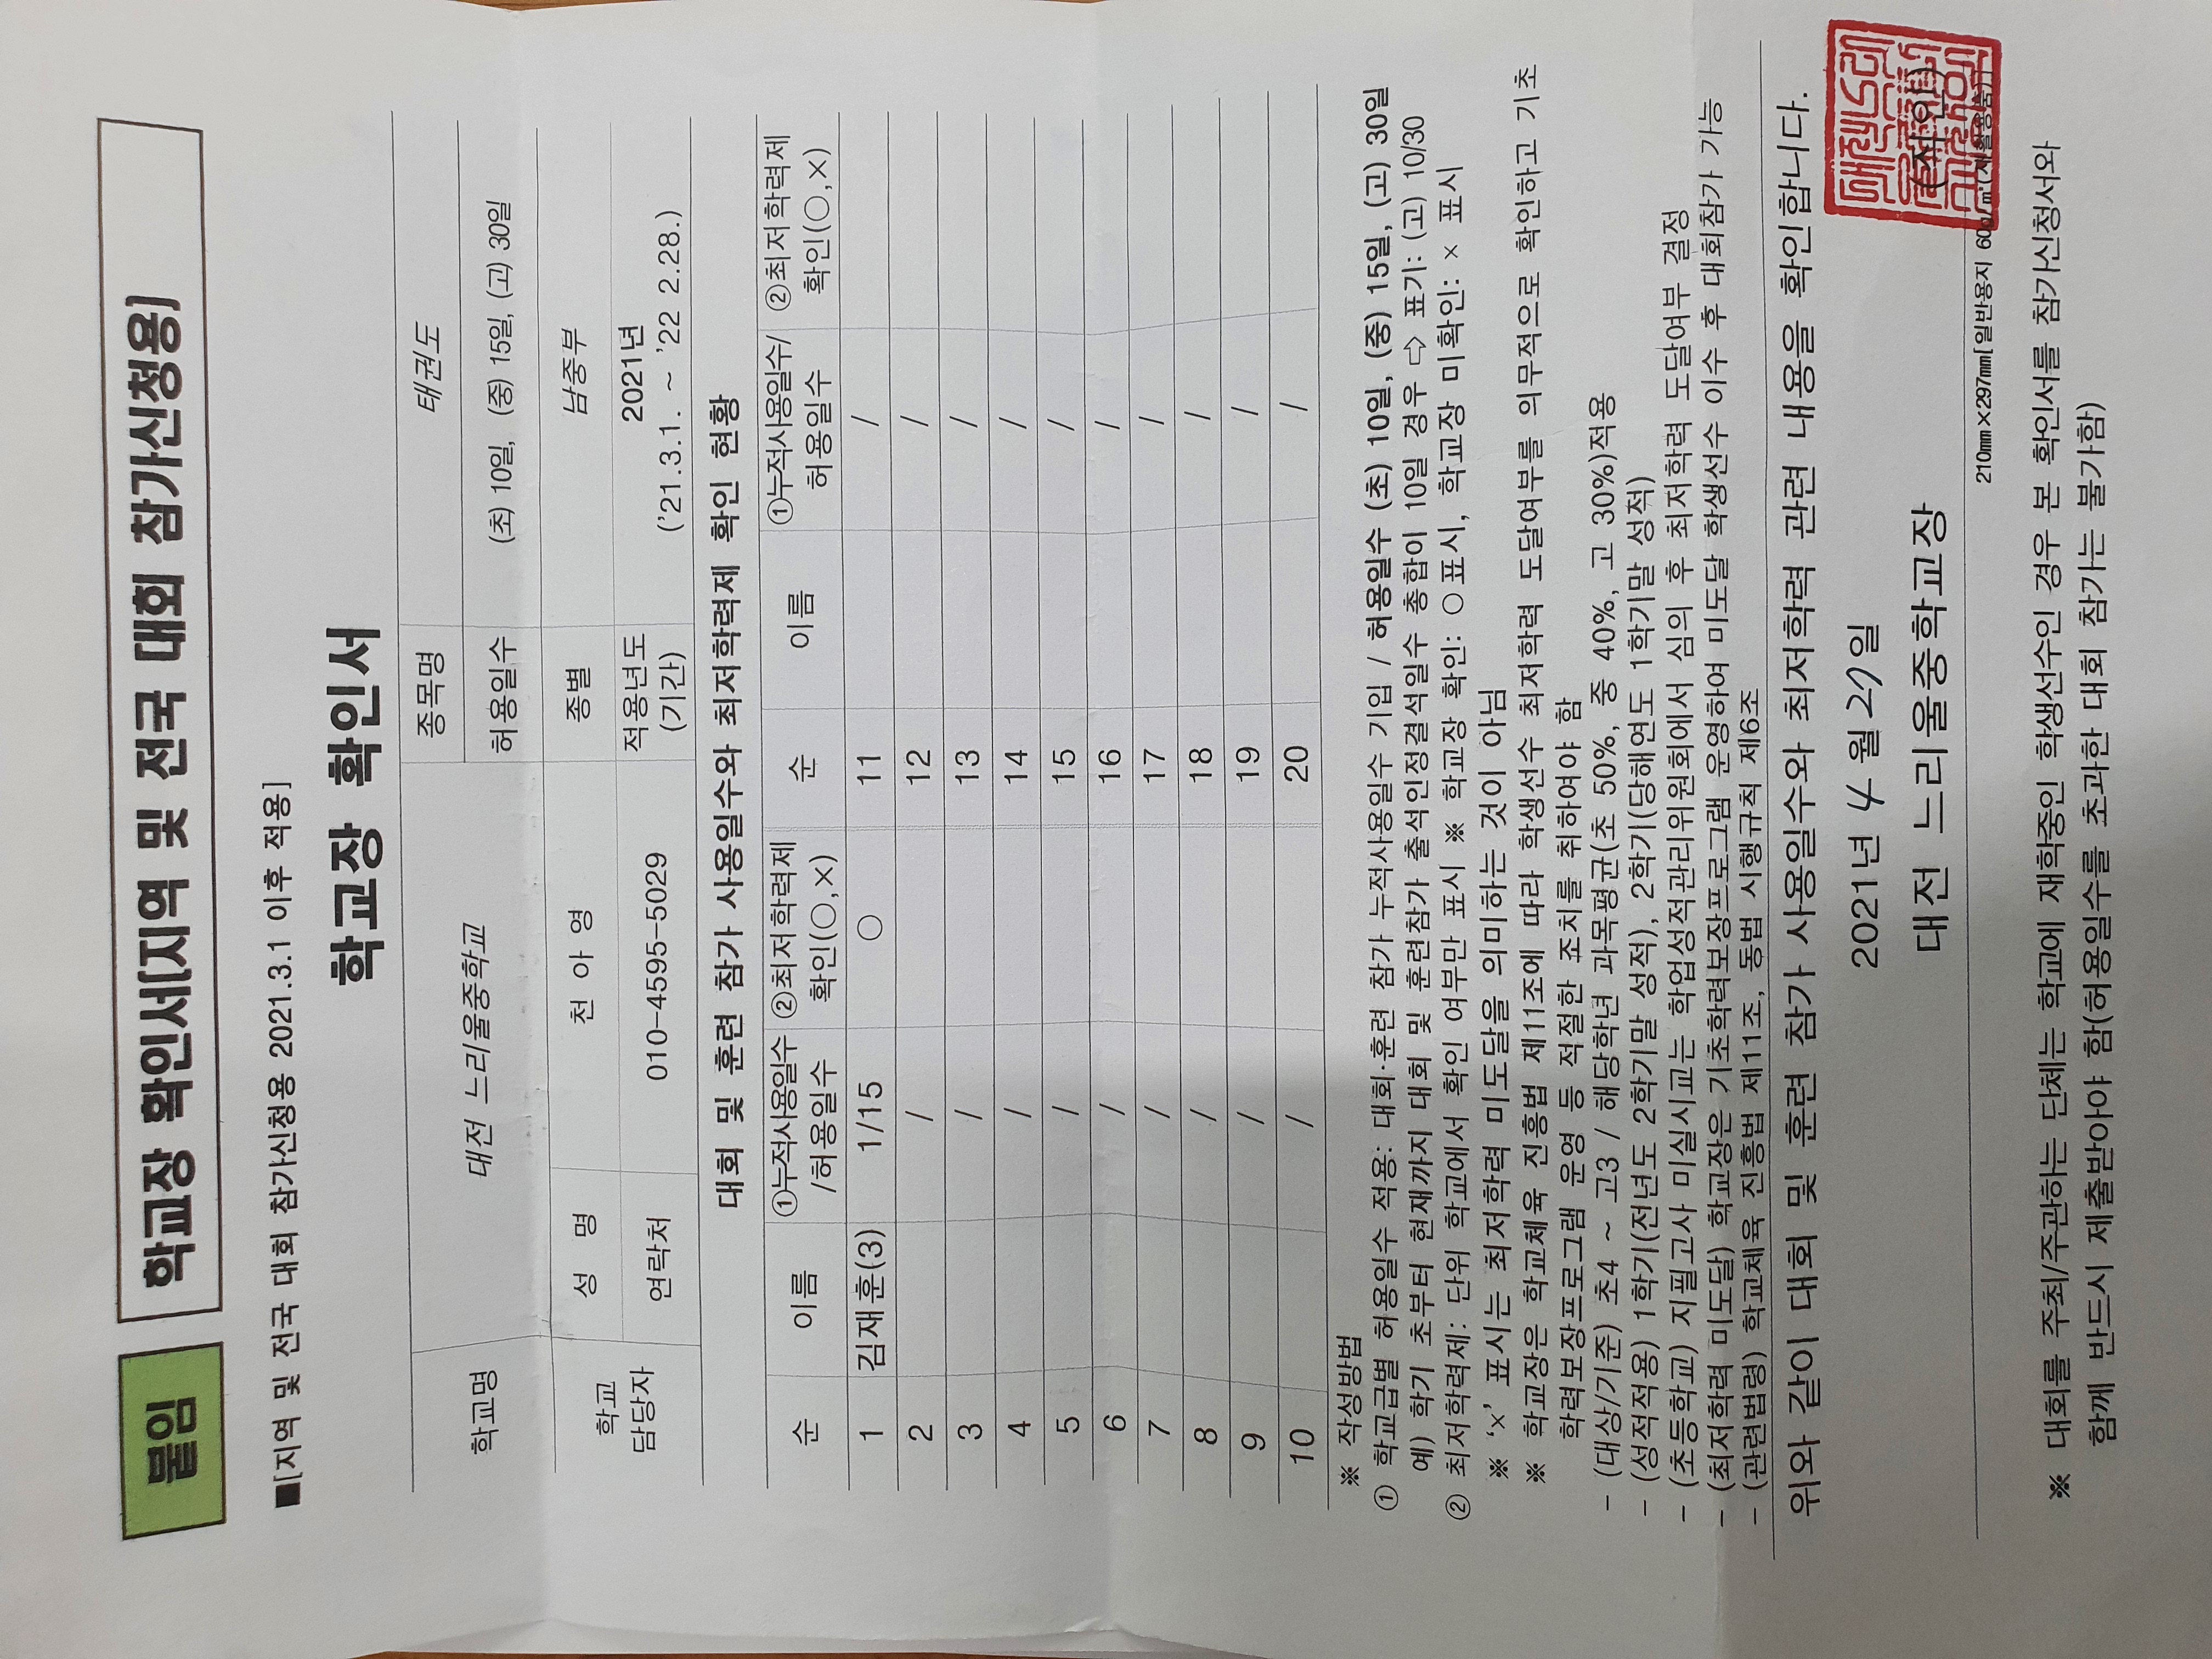 붙임
학교장 확인서(지역 및 전국 대회 참가신청용)
■[지역 및 전국 대회 참가신청용 2021.3.1 이후 적용]
학교장 확인서
학교명 대전 느리울중학교 종목명 태권도
허용일수 (초) 10일, (중) 15일, (고) 30일
학교 담당자 성 명 천 아 영 종별 남중부
연락처 010-4595-5029 적용년도 (기간) 2021년 ('21.3.1. ~ '22 2.28.)
대회 및 훈련 참가 사용일수와 최저학력제 확인 현황
순 이름 ①누적사용일수/허용일수 ②최저학력제 확인(○,×) 순 이름 ①누적사용일수/허용일수 ②최저학력제 확인(○,×)
1 김재훈(3) 1/15 ○ 11 /
2 / 12 /
3 / 13 /
4 / 14 /
5 / 15 /
6 / 16 /
7 / 17 /
8 / 18 /
9 / 19 /
10 / 20 /
※ 작성방법
① 학교급별 허용일수 적용: 대회·훈련 참가 누적사용일수 기입 / 허용일수 (초) 10일, (중) 15일, (고) 30일
예) 학기 초부터 현재까지 대회 및 훈련참가 출석인정결석일수 총합이 10일 경우 ⇨ 표기: (고) 10/30
② 최저학력제: 단위 학교에서 확인 여부만 표시 ※ 학교장 확인: ○표시, 학교장 미확인: × 표시
※ '×' 표시는 최저학력 미도달을 의미하는 것이 아님
※ 학교장은 학교체육 진흥법 제11조에 따라 학생선수 최저학력 도달여부를 의무적으로 확인하고 기초
학력보장프로그램 운영 등 적절한 조치를 취하여야 함
- (대상/기준) 초4 ~ 고3 / 해당학년 과목평균(초 50%, 중 40%, 고 30%)적용
- (성적적용) 1학기(전년도 2학기말 성적), 2학기(당해연도 1학기말 성적)
- (초등학교) 지필고사 미실시교는 학업성적관리위원회에서 심의 후 최저학력 도달여부 결정
- (최저학력 미도달) 학교장은 기초학력보장프로그램 운영하여 미도달 학생선수 이수 후 대회참가 가능
- (관련법령) 학교체육 진흥법 제11조, 동법 시행규칙 제6조
위와 같이 대회 및 훈련 참가 사용일수와 최저학력 관련 내용을 확인합니다.
2021년 4 월 27일
대전 느리울중학교장 (직인)
210㎜×297㎜[일반용지 60g/㎡(재활용품)]
※ 대회를 주최/주관하는 단체는 학교에 재학중인 학생선수인 경우 본 확인서를 참가신청서와
함께 반드시 제출받아야 함(허용일수를 초과한 대회 참가는 불가함)